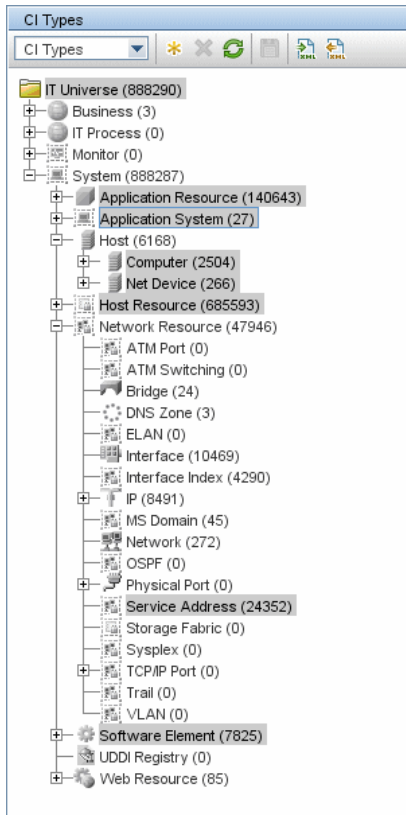 CI Types
CI Types
XML XML
IT Universe (888290)
Business (3)
IT Process (0)
Monitor (0)
System (888287)
Application Resource (140643)
Application System (27)
Host (6168)
Computer (2504)
Net Device (266)
Host Resource (685593)
Network Resource (47946)
ATM Port (0)
ATM Switching (0)
Bridge (24)
DNS Zone (3)
ELAN (0)
Interface (10469)
Interface Index (4290)
IP (8491)
MS Domain (45)
Network (272)
OSPF (0)
Physical Port (0)
Service Address (24352)
Storage Fabric (0)
Sysplex (0)
TCP/IP Port (0)
Trail (0)
VLAN (0)
Software Element (7825)
UDDI Registry (0)
Web Resource (85)